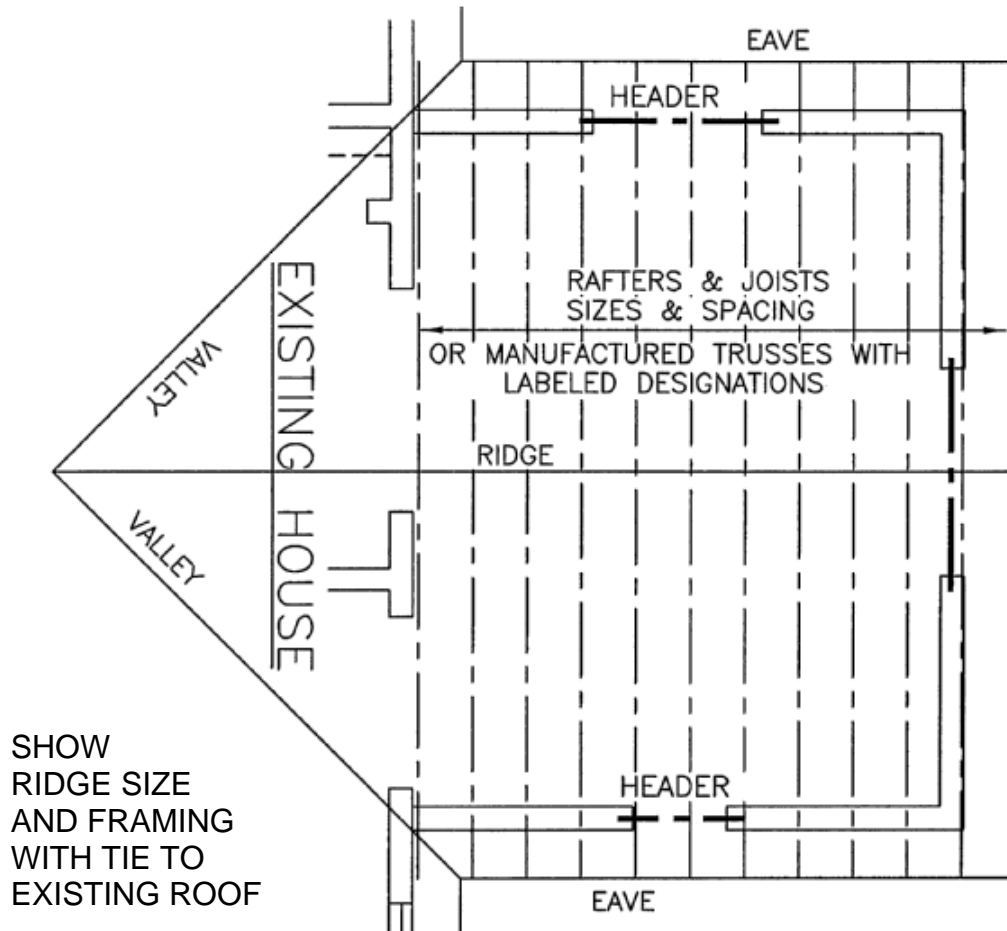 EAVE
HEADER
RAFTERS & JOISTS
SIZES & SPACING
OR MANUFACTURED TRUSSES WITH
LABELED DESIGNATIONS
VALLEY
EXISTING HOUSE
RIDGE
VALLEY
SHOW
RIDGE SIZE
AND FRAMING
WITH TIE TO
EXISTING ROOF
HEADER
EAVE